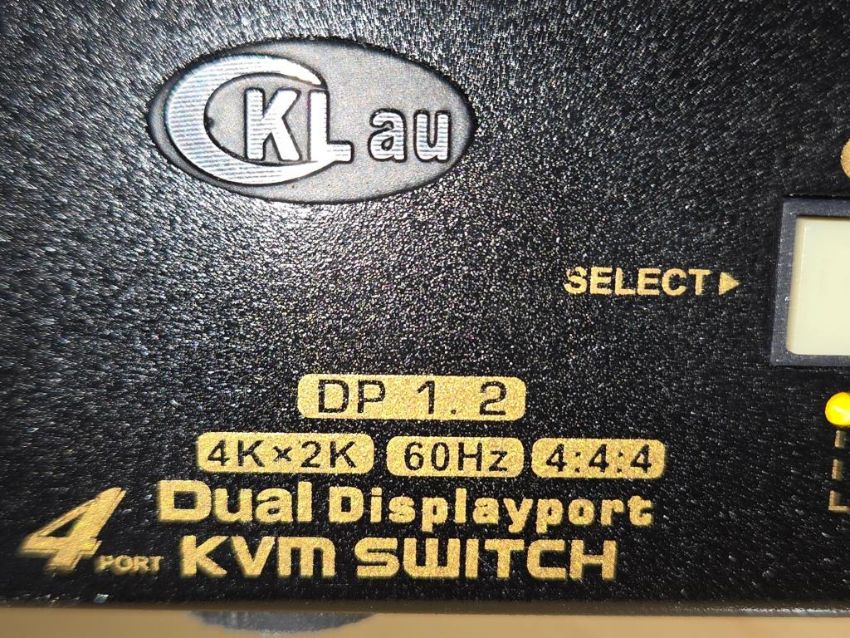 CKL au
SELECT ▶
DP 1.2
4K×2K 60Hz 4:4:4
4 PORT Dual Displayport
KVM SWITCH